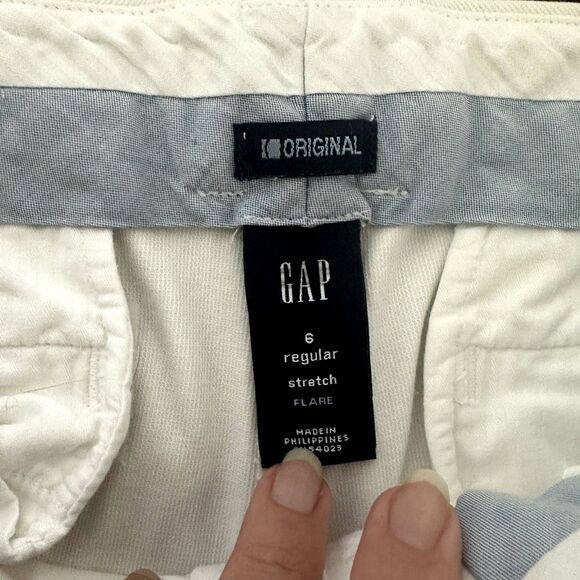 ORIGINAL
GAP
6
regular
stretch
FLARE
MADE IN
PHILIPPINES